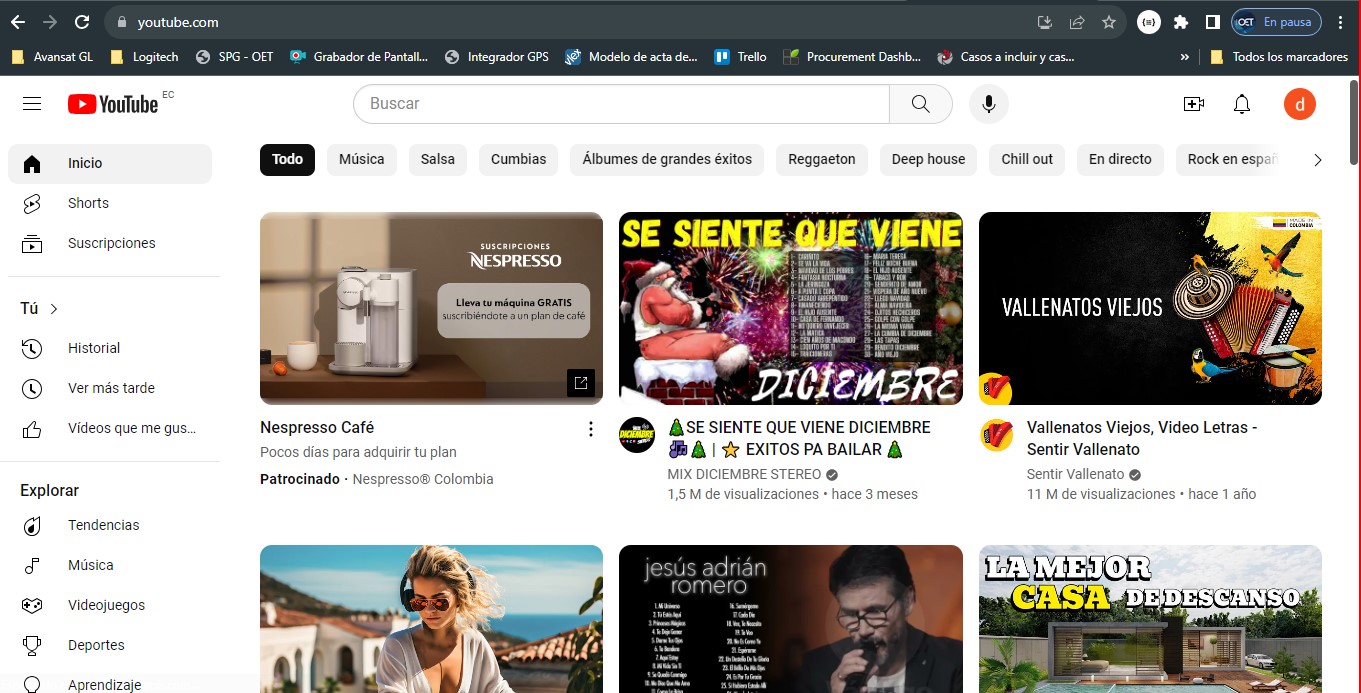 youtube.com
En pausa
Avansat GL
Logitech
SPG - OET
Grabador de Pantall...
Integrador GPS
Modelo de acta de...
Trello
Procurement Dashb...
Casos a incluir y cas...
»
Todos los marcadores
YouTube EC
Buscar
d
Inicio
Shorts
Suscripciones
Tú
Historial
Ver más tarde
Vídeos que me gus...
Explorar
Tendencias
Música
Videojuegos
Deportes
Aprendizaje
Todo
Música
Salsa
Cumbias
Álbumes de grandes éxitos
Reggaeton
Deep house
Chill out
En directo
Rock en españ
SUSCRIPCIONES
NESPRESSO
Lleva tu máquina GRATIS
suscribiéndote a un plan de café
Nespresso Café
Pocos días para adquirir tu plan
Patrocinado · Nespresso® Colombia
SE SIENTE QUE VIENE
DICIEMBRE
🎄SE SIENTE QUE VIENE DICIEMBRE
🎶🎄 | ⭐ EXITOS PA BAILAR 🎄
MIX DICIEMBRE STEREO
1,5 M de visualizaciones • hace 3 meses
MADE IN
COLOMBIA
VALLENATOS VIEJOS
Vallenatos Viejos, Video Letras -
Sentir Vallenato
Sentir Vallenato
11 M de visualizaciones • hace 1 año
jesús adrián
romero
LA MEJOR
CASA DE DESCANSO